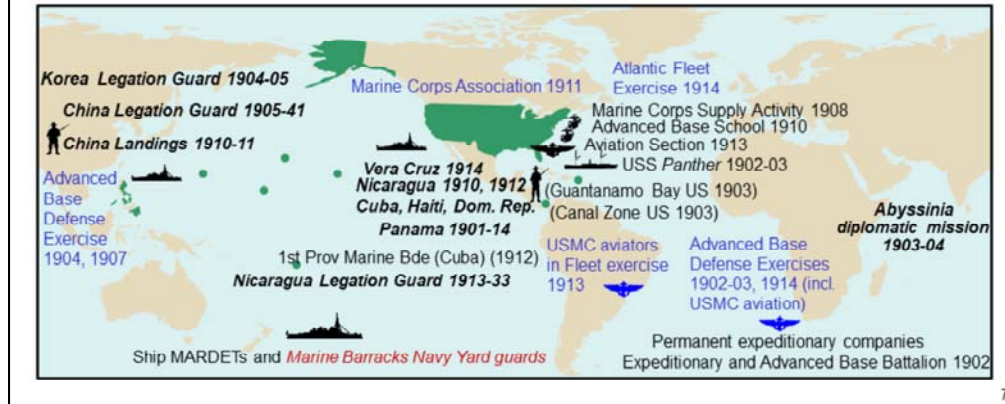 Korea Legation Guard 1904-05
China Legation Guard 1905-41
China Landings 1910-11
Advanced
Base
Defense
Exercise
1904, 1907
Marine Corps Association 1911
Atlantic Fleet
Exercise 1914
Marine Corps Supply Activity 1908
Advanced Base School 1910
Aviation Section 1913
USS Panther 1902-03
Vera Cruz 1914
Nicaragua 1910, 1912
Cuba, Haiti, Dom. Rep.
Panama 1901-14
(Guantanamo Bay US 1903)
(Canal Zone US 1903)
Abyssinia
diplomatic mission
1903-04
1st Prov Marine Bde (Cuba) (1912)
Nicaragua Legation Guard 1913-33
USMC aviators
in Fleet exercise
1913
Advanced Base
Defense Exercises
1902-03, 1914 (incl.
USMC aviation)
Ship MARDETs and Marine Barracks Navy Yard guards
Permanent expeditionary companies
Expeditionary and Advanced Base Battalion 1902
7